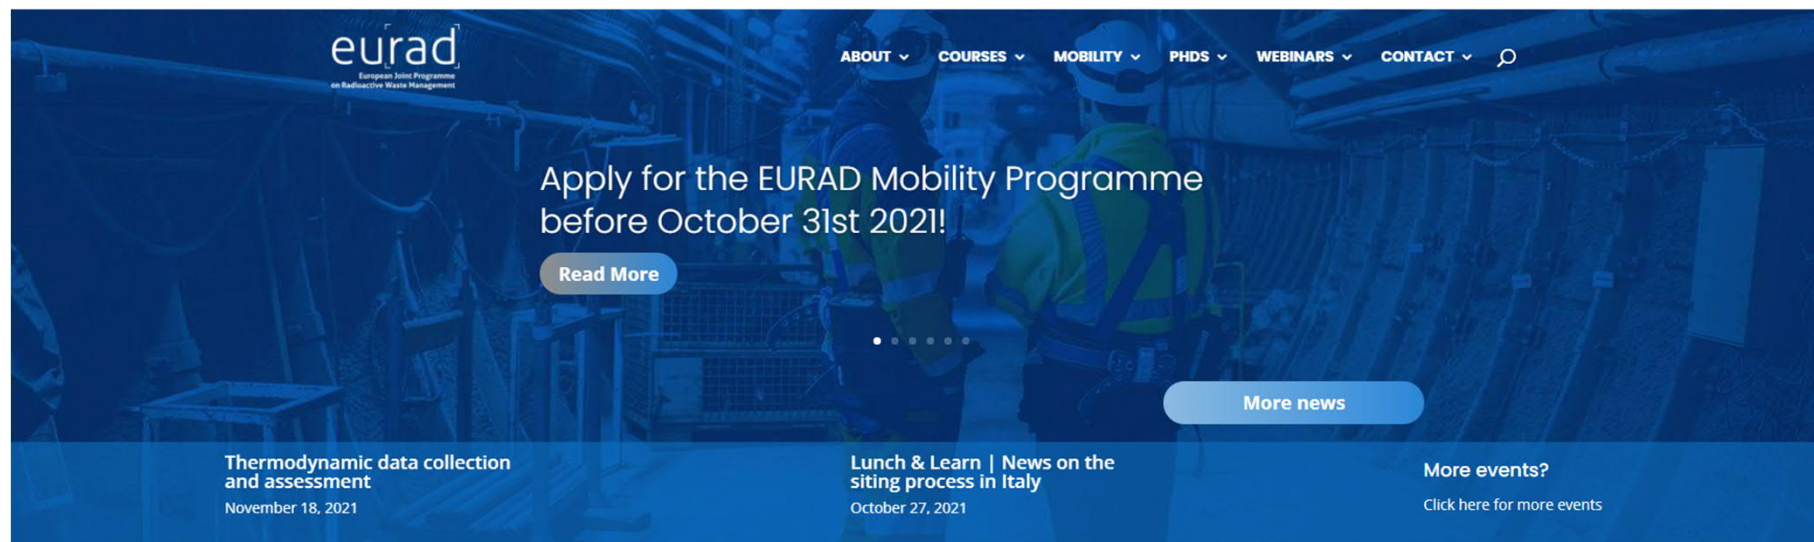 eurad
European Joint Programme
on Radioactive Waste Management
ABOUT
COURSES
MOBILITY
PHDS
WEBINARS
CONTACT
Apply for the EURAD Mobility Programme
before October 31st 2021!
Read More
More news
Thermodynamic data collection
and assessment
November 18, 2021
Lunch & Learn | News on the
siting process in Italy
October 27, 2021
More events?
Click here for more events